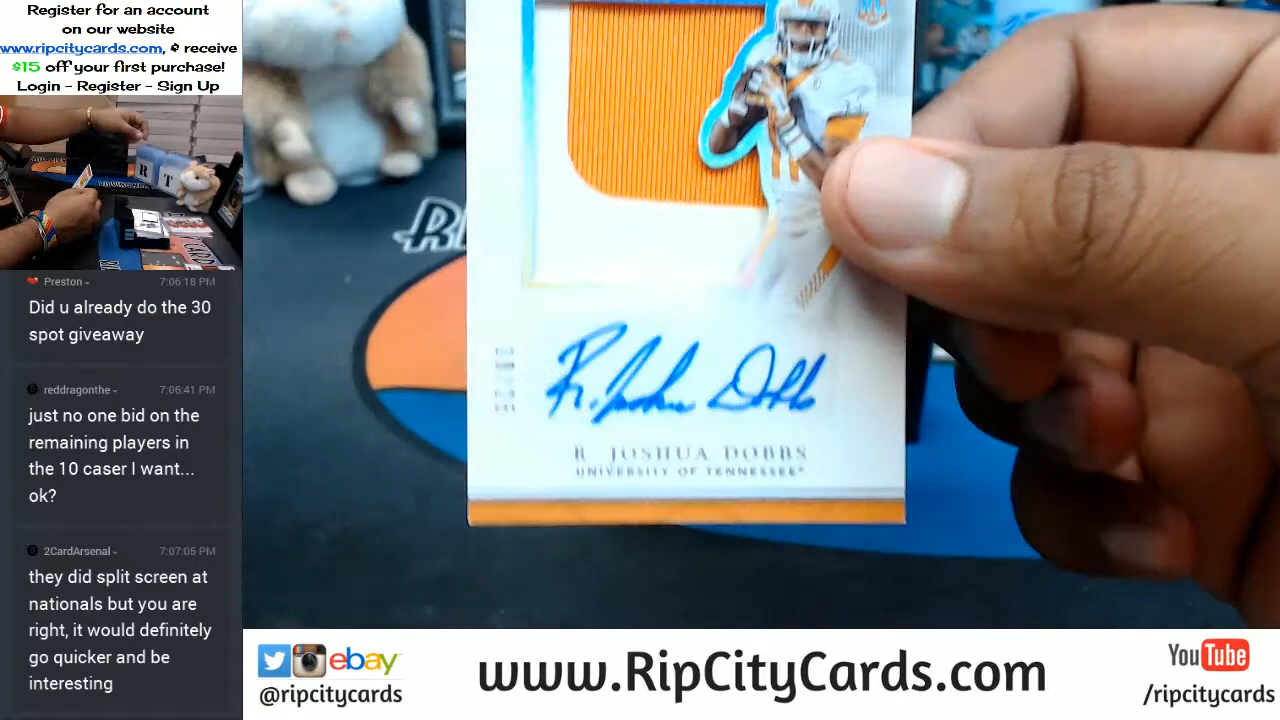 Register for an account
on our website
www.ripcitycards.com, & receive
$15 off your first purchase!
Login - Register - Sign Up
R T
Preston 7:06:18 PM
Did u already do the 30
spot giveaway
reddragonthe 7:06:41 PM
just no one bid on the
remaining players in
the 10 caser I want...
ok?
2CardArsenal 7:07:05 PM
they did split screen at
nationals but you are
right, it would definitely
go quicker and be
interesting
R. Joshua Dobbs
R. JOSHUA DOBBS
UNIVERSITY OF TENNESSEE
ebay
@ripcitycards
www.RipCityCards.com
YouTube
/ripcitycards